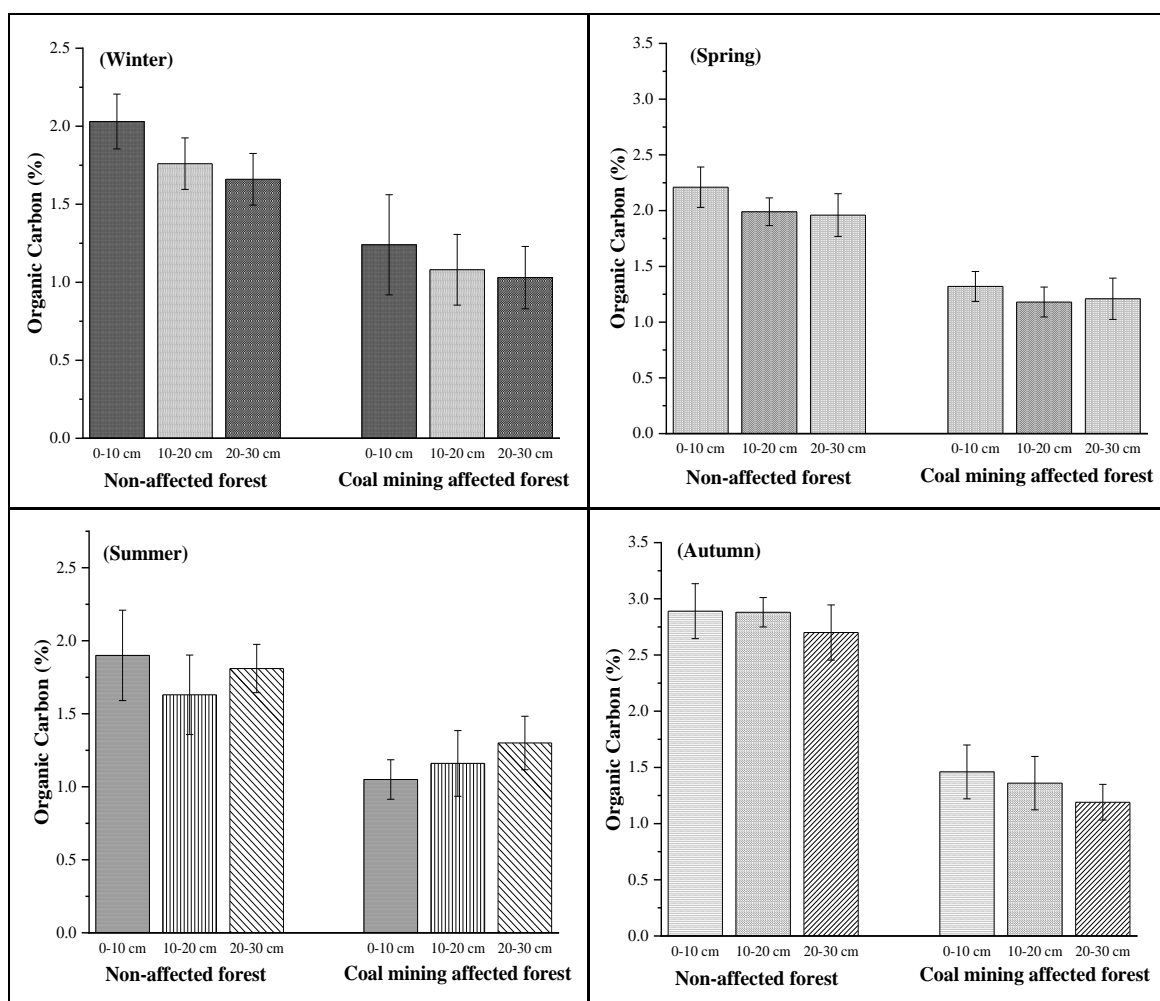 (Winter)
Organic Carbon (%)
2.5
2.0
1.5
1.0
0.5
0.0
0-10 cm 10-20 cm 20-30 cm 0-10 cm 10-20 cm 20-30 cm
Non-affected forest Coal mining affected forest
(Spring)
Organic Carbon (%)
3.5
3.0
2.5
2.0
1.5
1.0
0.5
0.0
0-10 cm 10-20 cm 20-30 cm 0-10 cm 10-20 cm 20-30 cm
Non-affected forest Coal mining affected forest
(Summer)
Organic Carbon (%)
2.5
2.0
1.5
1.0
0.5
0.0
0-10 cm 10-20 cm 20-30 cm 0-10 cm 10-20 cm 20-30 cm
Non-affected forest Coal mining affected forest
(Autumn)
Organic Carbon (%)
3.5
3.0
2.5
2.0
1.5
1.0
0.5
0.0
0-10 cm 10-20 cm 20-30 cm 0-10 cm 10-20 cm 20-30 cm
Non-affected forest Coal mining affected forest